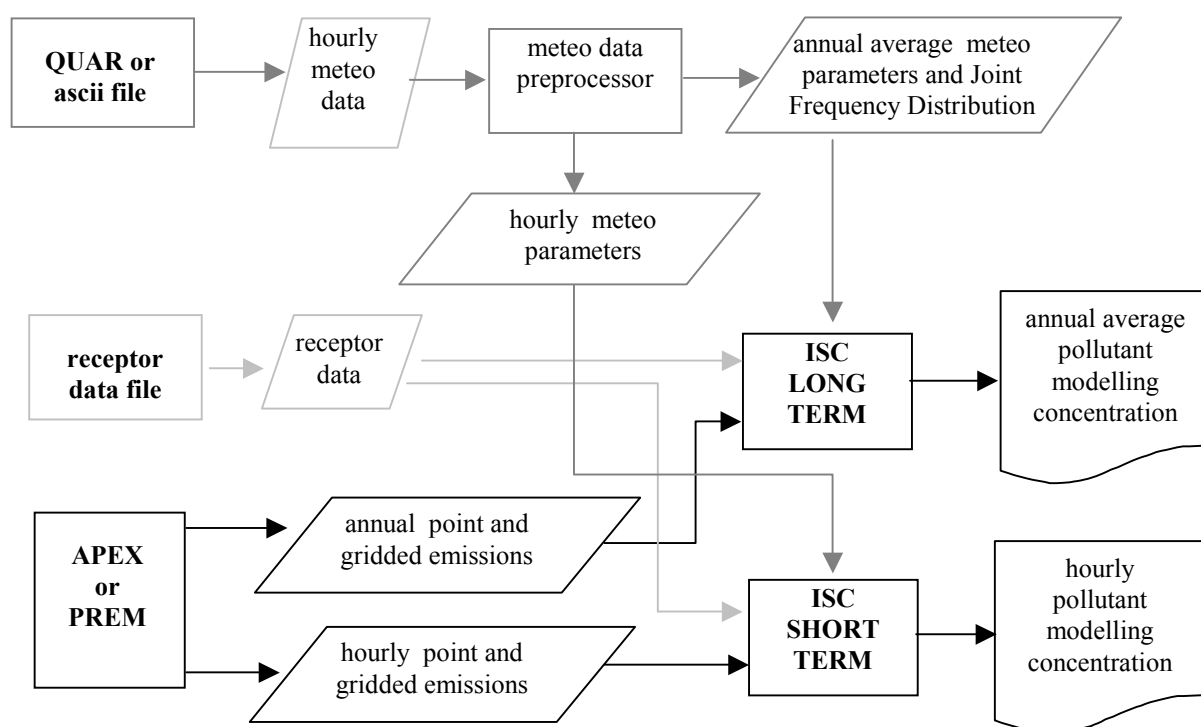 QUAR or
ascii file
hourly
meteo
data
meteo data
preprocessor
annual average meteo
parameters and Joint
Frequency Distribution
hourly meteo
parameters
receptor
data file
receptor
data
ISC
LONG
TERM
annual average
pollutant
modelling
concentration
APEX
or
PREM
annual point and
gridded emissions
hourly point and
gridded emissions
ISC
SHORT
TERM
hourly
pollutant
modelling
concentration